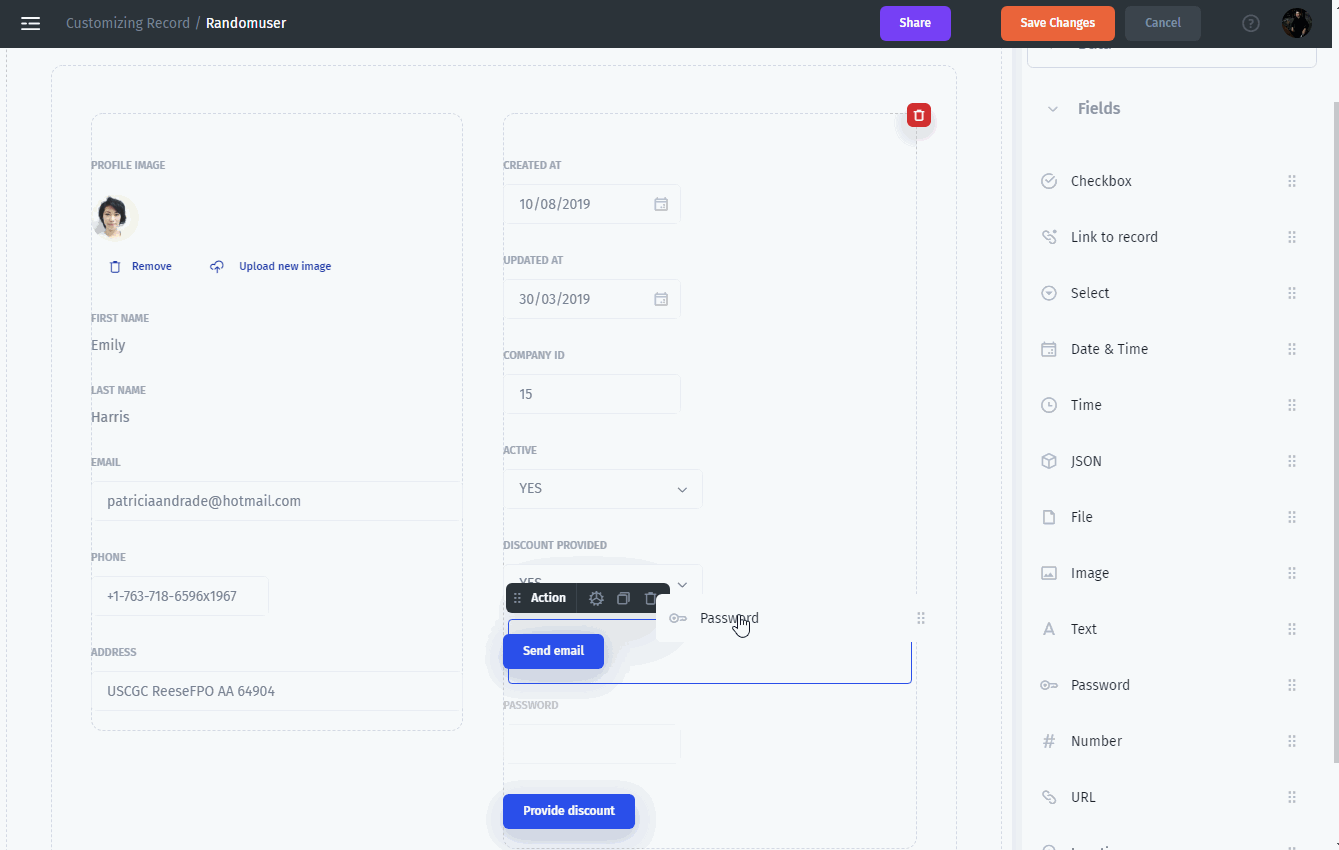 Customizing Record / Randomuser
Share
Save Changes
Cancel
?
PROFILE IMAGE
Remove
Upload new image
FIRST NAME
Emily
LAST NAME
Harris
EMAIL
patriciaandrade@hotmail.com
PHONE
+1-763-718-6596x1967
ADDRESS
USCGC ReeseFPO AA 64904
CREATED AT
10/08/2019
UPDATED AT
30/03/2019
COMPANY ID
15
ACTIVE
YES
DISCOUNT PROVIDED
YES
Action
Password
Send email
PASSWORD
Provide discount
Fields
Checkbox
Link to record
Select
Date & Time
Time
JSON
File
Image
Text
Password
Number
URL